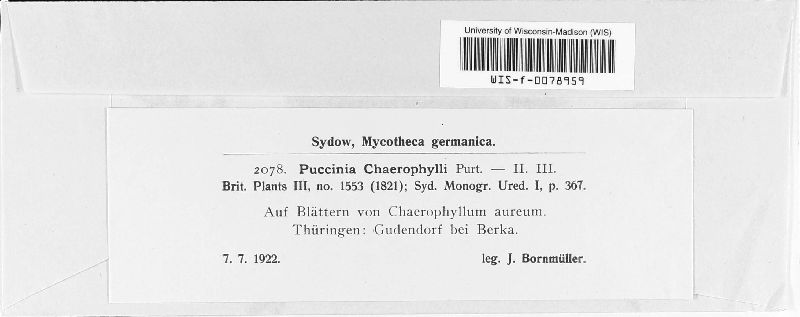 University of Wisconsin-Madison (WIS)
WIS-f-0078959
Sydow, Mycotheca germanica.
2078. Puccinia Chaerophylli Purt. — II. III.
Brit. Plants III, no. 1553 (1821); Syd. Monogr. Ured. I, p. 367.
Auf Blättern von Chaerophyllum aureum.
Thüringen: Gudendorf bei Berka.
7. 7. 1922. leg. J. Bornmüller.